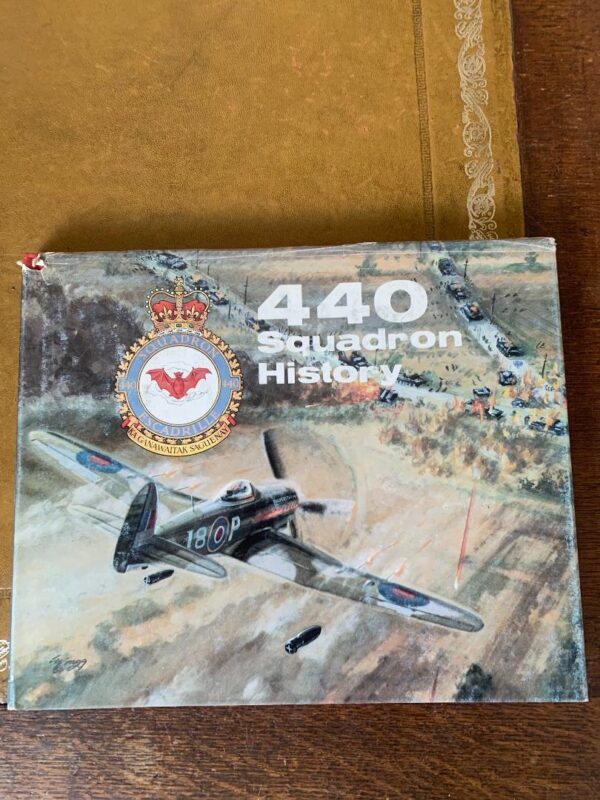 440
Squadron
History
SQUADRON
440 440
ESCADRILLE
KA GANAWAITAK SAGUENAY
18 P